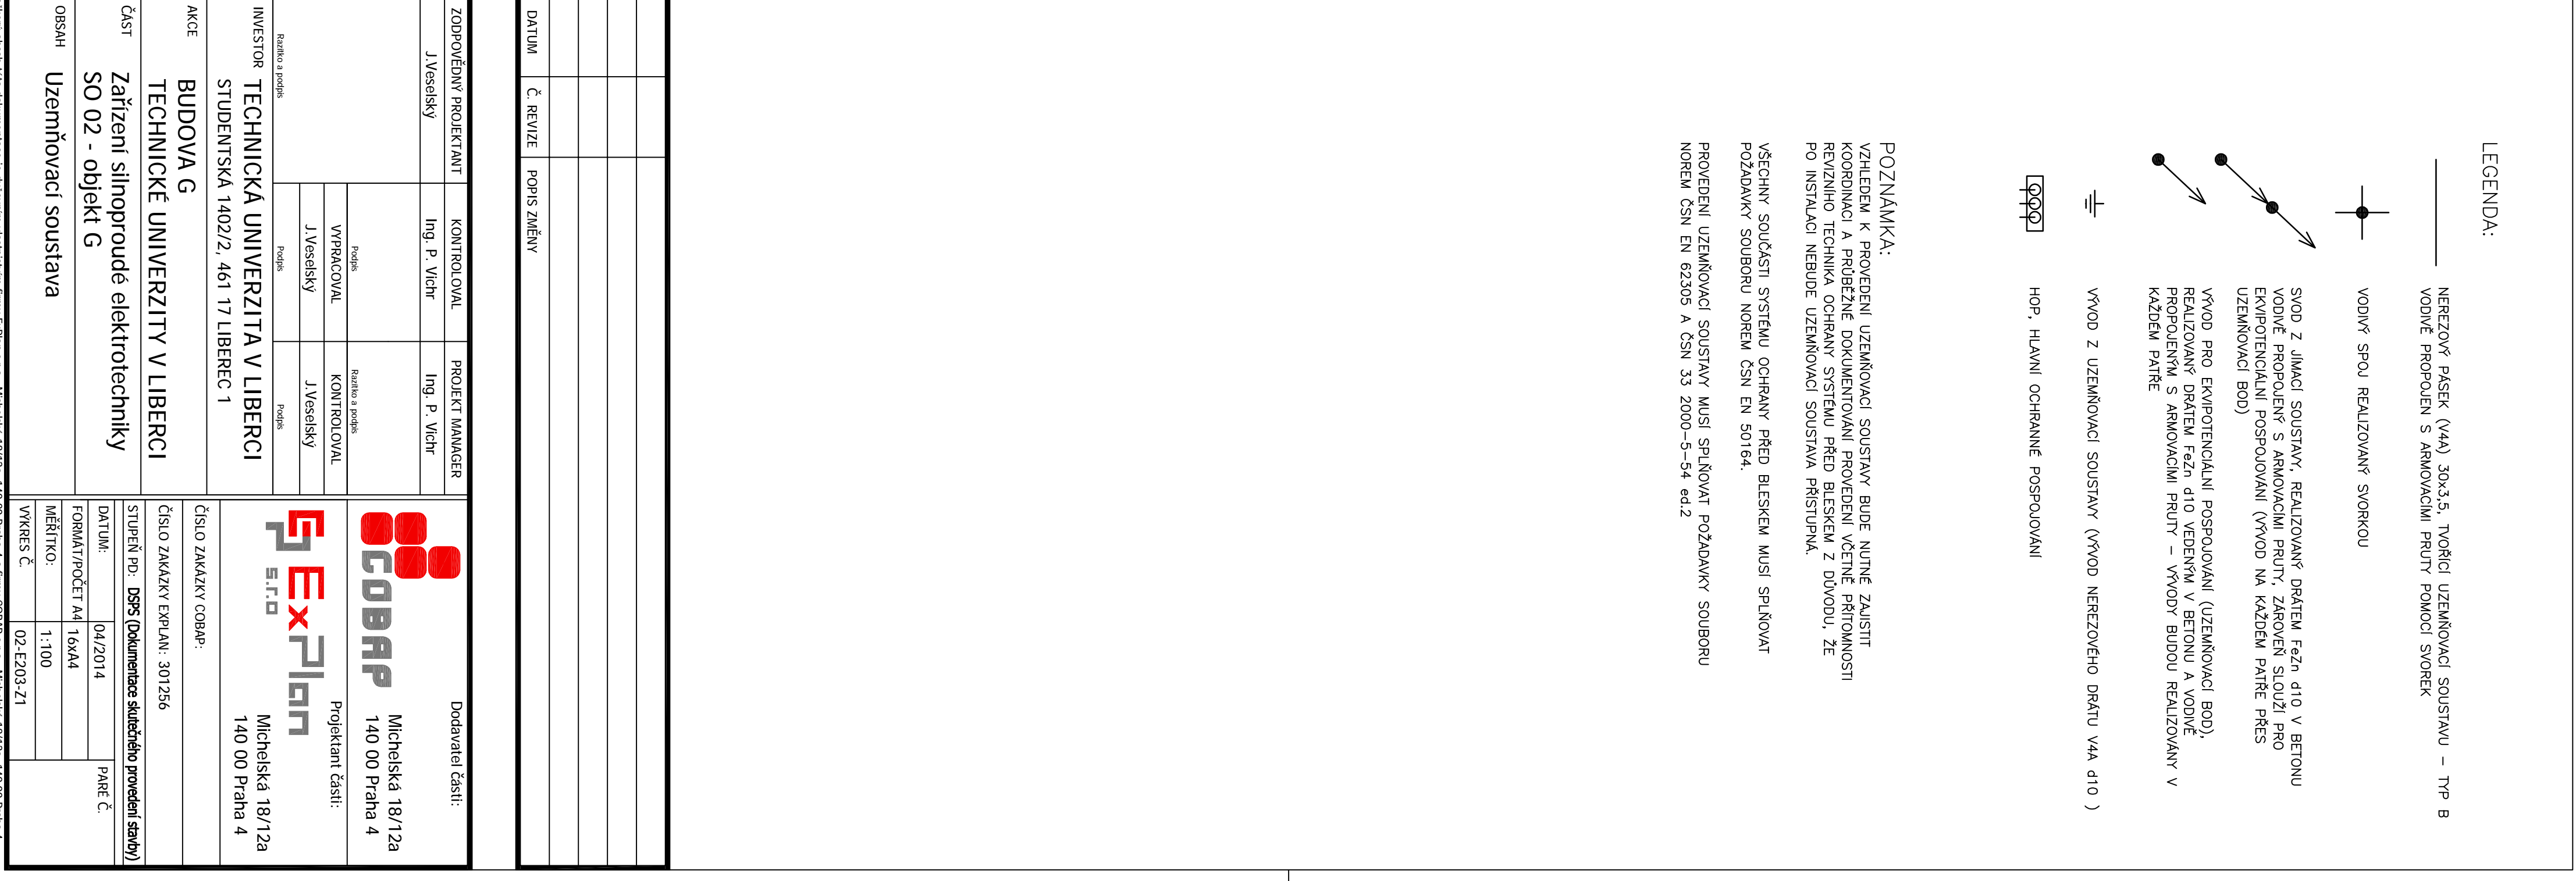 LEGENDA:
NEREZOVÝ PÁSEK (V4A) 30x3,5, TVOŘÍCÍ UZEMŇOVACÍ SOUSTAVU – TYP B
VODIVĚ PROPOJEN S ARMOVACÍMI PRUTY POMOCÍ SVOREK
VODIVÝ SPOJ REALIZOVANÝ SVORKOU
SVOD Z JÍMACÍ SOUSTAVY, REALIZOVANÝ DRÁTEM FeZn d10 V BETONU
VODIVĚ PROPOJENÝ S ARMOVACÍMI PRUTY, ZÁROVEŇ SLOUŽÍ PRO
EKVIPOTENCIÁLNÍ POSPOJOVÁNÍ (VÝVOD NA KAŽDÉM PATŘE PŘES
UZEMŇOVACÍ BOD)
VÝVOD PRO EKVIPOTENCIÁLNÍ POSPOJOVÁNÍ (UZEMŇOVACÍ BOD),
REALIZOVANÝ DRÁTEM FeZn d10 VEDENÝM V BETONU A VODIVĚ
PROPOJENÝM S ARMOVACÍMI PRUTY – VÝVODY BUDOU REALIZOVÁNY V
KAŽDÉM PATŘE
VÝVOD Z UZEMŇOVACÍ SOUSTAVY (VÝVOD NEREZOVÉHO DRÁTU V4A d10 )
HOP, HLAVNÍ OCHRANNÉ POSPOJOVÁNÍ
POZNÁMKA:
VZHLEDEM K PROVEDENÍ UZEMŇOVACÍ SOUSTAVY BUDE NUTNÉ ZAJISTIT
KOORDINACI A PRŮBĚŽNÉ DOKUMENTOVÁNÍ PROVEDENÍ VČETNĚ PŘÍTOMNOSTI
REVIZNÍHO TECHNIKA OCHRANY SYSTÉMU PŘED BLESKEM Z DŮVODU, ŽE
PO INSTALACI NEBUDE UZEMŇOVACÍ SOUSTAVA PŘÍSTUPNÁ.
VŠECHNY SOUČÁSTI SYSTÉMU OCHRANY PŘED BLESKEM MUSÍ SPLŇOVAT
POŽADAVKY SOUBORU NOREM ČSN EN 50164.
PROVEDENÍ UZEMŇOVACÍ SOUSTAVY MUSÍ SPLŇOVAT POŽADAVKY SOUBORU
NOREM ČSN EN 62305 A ČSN 33 2000–5–54 ed.2
DATUM Č. REVIZE POPIS ZMĚNY
ZODPOVĚDNÝ PROJEKTANT KONTROLOVAL PROJEKT MANAGER
J.Veselský Ing. P. Vichr Ing. P. Vichr
Podpis Razítko a podpis
VYPRACOVAL KONTROLOVAL
J.Veselský J.Veselský
Razítko a podpis Podpis Podpis
INVESTOR TECHNICKÁ UNIVERZITA V LIBERCI
STUDENTSKÁ 1402/2, 461 17 LIBEREC 1
AKCE BUDOVA G
TECHNICKÉ UNIVERZITY V LIBERCI
ČÁST Zařízení silnoproudé elektrotechniky
SO 02 - objekt G
OBSAH Uzemňovací soustava
Dodavatel části:
COBAP
Michelská 18/12a
140 00 Praha 4
Projektant části:
ExPlan
s.r.o
Michelská 18/12a
140 00 Praha 4
ČÍSLO ZAKÁZKY COBAP:
ČÍSLO ZAKÁZKY EXPLAN: 301256
STUPEŇ PD: DSPS (Dokumentace skutečného provedení stavby)
DATUM: 04/2014 PARÉ Č.
FORMÁT/POČET A4 16xA4
MĚŘÍTKO: 1:100
VÝKRES Č. 02-E203-Z1